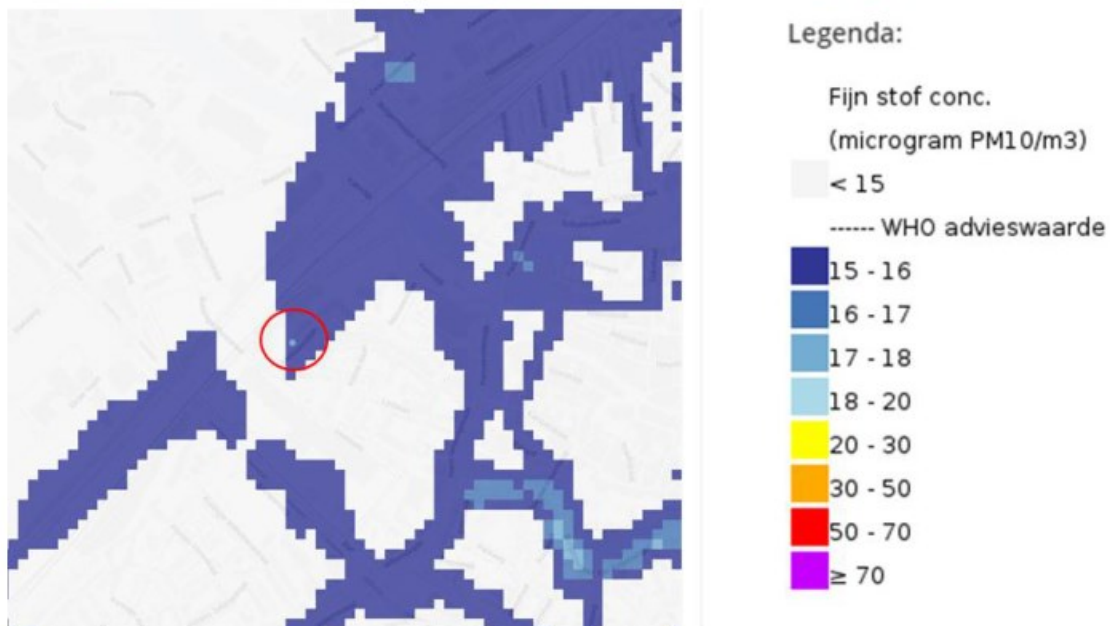 Legenda:
Fijn stof conc.
(microgram PM10/m3)
< 15
------ WHO advieswaarde
15 - 16
16 - 17
17 - 18
18 - 20
20 - 30
30 - 50
50 - 70
≥ 70